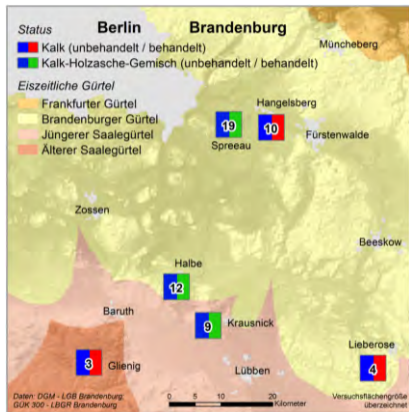 Status
Berlin Brandenburg
Kalk (unbehandelt / behandelt)
Kalk-Holzasche-Gemisch (unbehandelt / behandelt)
Eiszeitliche Gürtel
Frankfurter Gürtel
Brandenburger Gürtel
Jüngerer Saalegürtel
Älterer Saalegürtel
Müncheberg
Hangelsberg
19
10
Fürstenwalde
Spreeau
Zossen
Beeskow
Halbe
12
Baruth
9
Krausnick
Lieberose
3
Glienig
4
Lübben
Daten: DGM - LGB Brandenburg;
GÜK 300 - LBGR Brandenburg
0 10 20
Kilometer
Versuchsflächengröße
überzeichnet